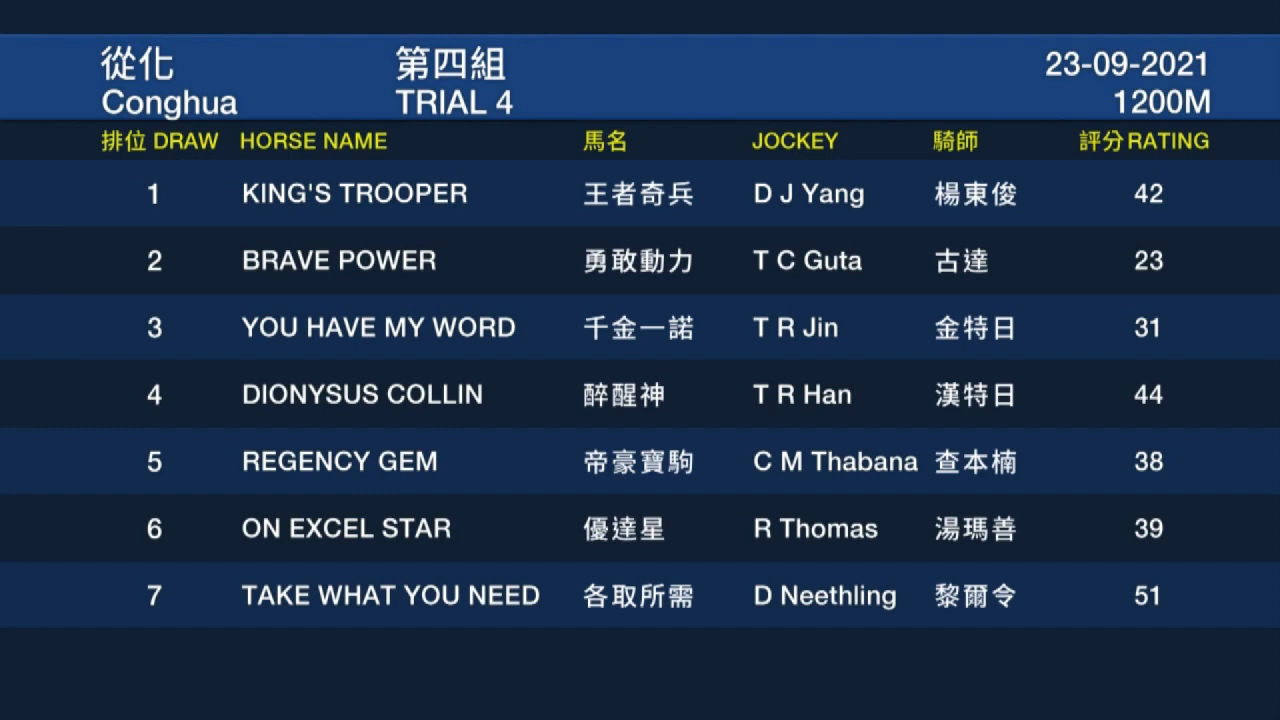 從化 第四組 23-09-2021
Conghua TRIAL 4 1200M
排位 DRAW HORSE NAME 馬名 JOCKEY 騎師 評分 RATING
1 KING'S TROOPER 王者奇兵 D J Yang 楊東俊 42
2 BRAVE POWER 勇敢動力 T C Guta 古達 23
3 YOU HAVE MY WORD 千金一諾 T R Jin 金特日 31
4 DIONYSUS COLLIN 醉醒神 T R Han 漢特日 44
5 REGENCY GEM 帝豪寶駒 C M Thabana 查本楠 38
6 ON EXCEL STAR 優達星 R Thomas 湯瑪善 39
7 TAKE WHAT YOU NEED 各取所需 D Neethling 黎爾令 51